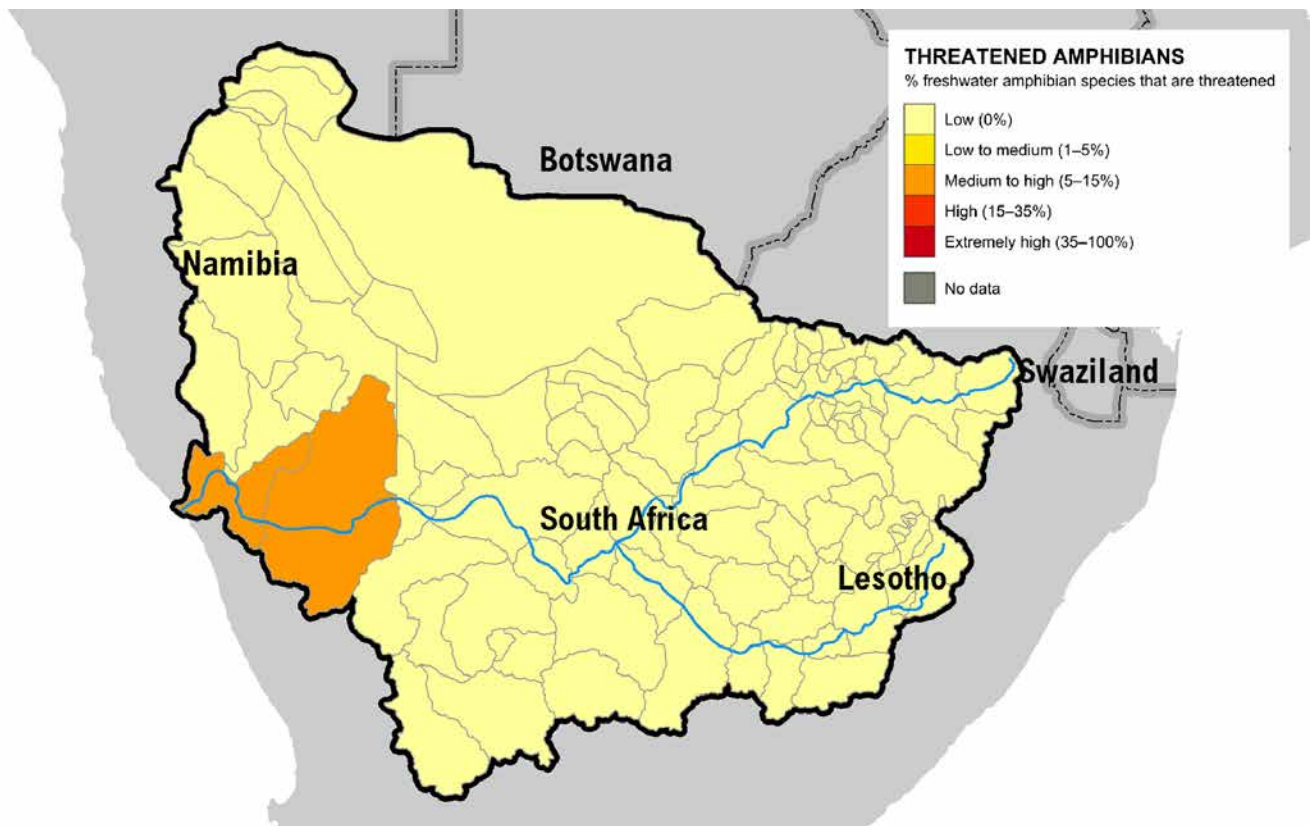 THREATENED AMPHIBIANS
% freshwater amphibian species that are threatened
Low (0%)
Low to medium (1–5%)
Medium to high (5–15%)
High (15–35%)
Extremely high (35–100%)
No data
Botswana
Namibia
Swaziland
South Africa
Lesotho